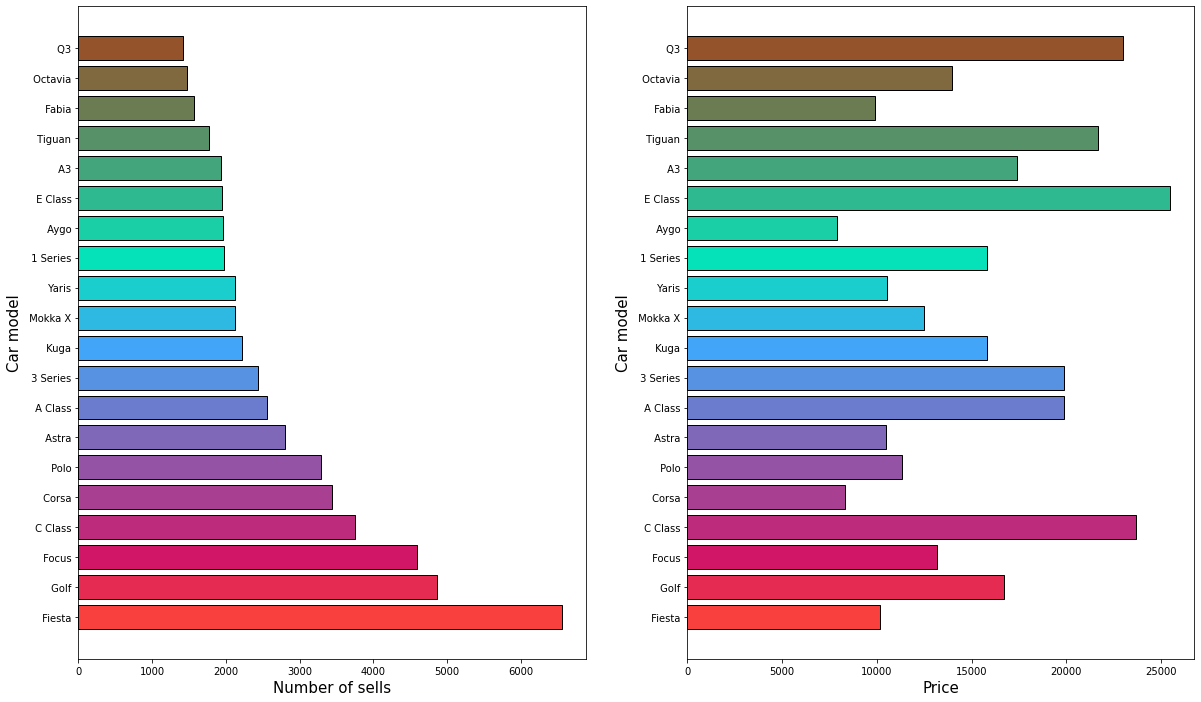 Car model
Q3
Octavia
Fabia
Tiguan
A3
E Class
Aygo
1 Series
Yaris
Mokka X
Kuga
3 Series
A Class
Astra
Polo
Corsa
C Class
Focus
Golf
Fiesta
0 1000 2000 3000 4000 5000 6000
Number of sells
Car model
Q3
Octavia
Fabia
Tiguan
A3
E Class
Aygo
1 Series
Yaris
Mokka X
Kuga
3 Series
A Class
Astra
Polo
Corsa
C Class
Focus
Golf
Fiesta
0 5000 10000 15000 20000 25000
Price